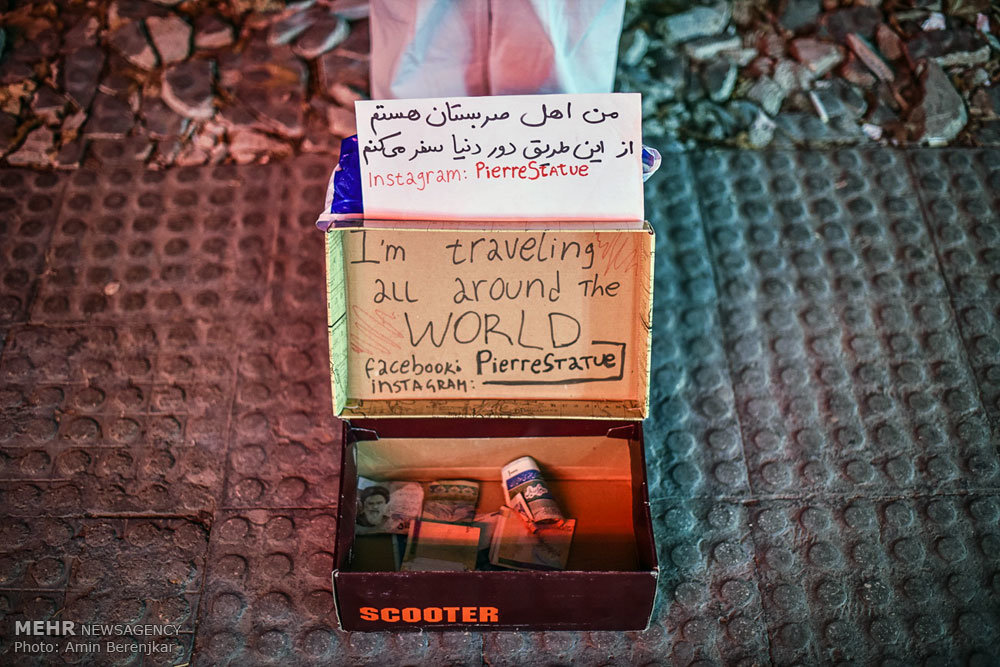 من اهل صربستان هستم
از این طریق دور دنیا سفر می‌کنم
Instagram: PierreStatue
I'm traveling
all around The
WORLD
facebook: PierreStatue
INSTAGRAM:
SCOOTER
MEHR NEWSAGENCY
Photo: Amin Berenjkar